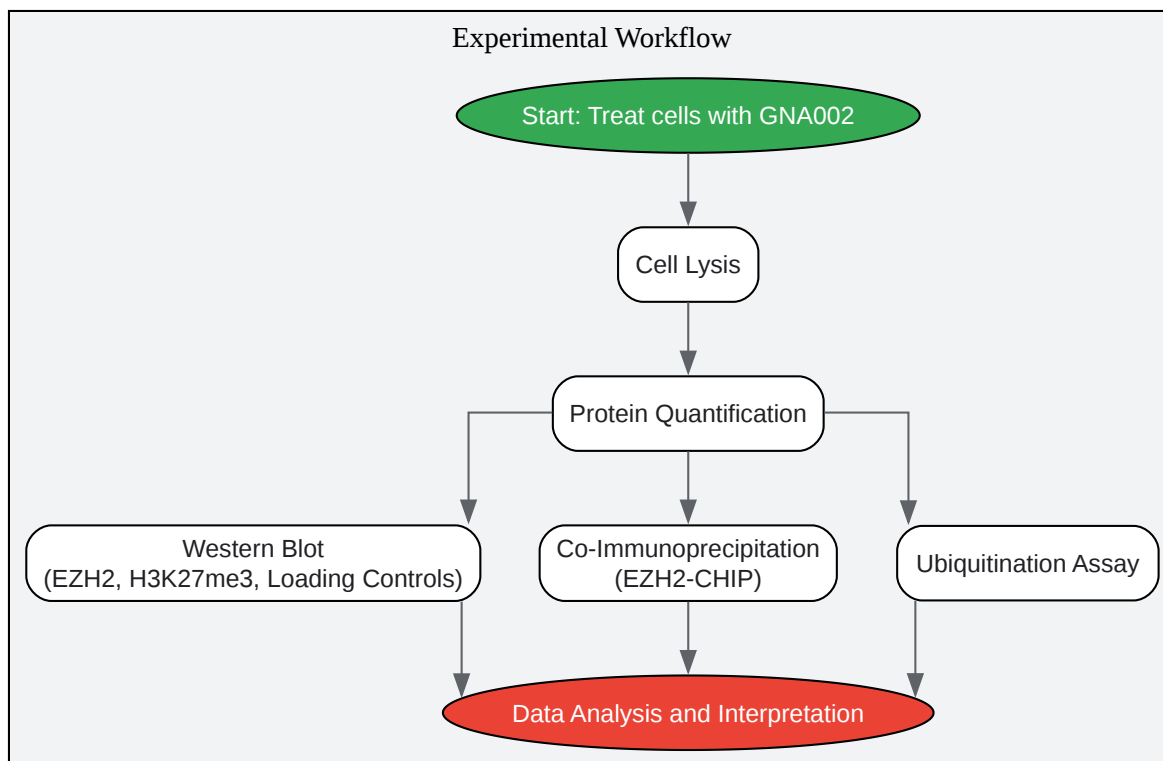 Experimental Workflow
Start: Treat cells with GNA002
Cell Lysis
Protein Quantification
Western Blot
(EZH2, H3K27me3, Loading Controls)
Co-Immunoprecipitation
(EZH2-CHIP)
Ubiquitination Assay
Data Analysis and Interpretation